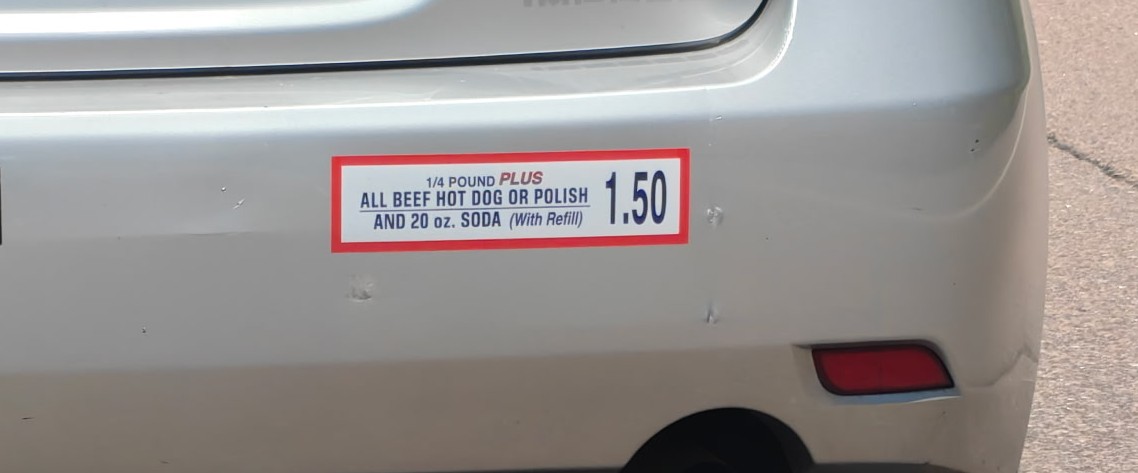 1/4 POUND PLUS
ALL BEEF HOT DOG OR POLISH
AND 20 oz. SODA (With Refill)
1.50